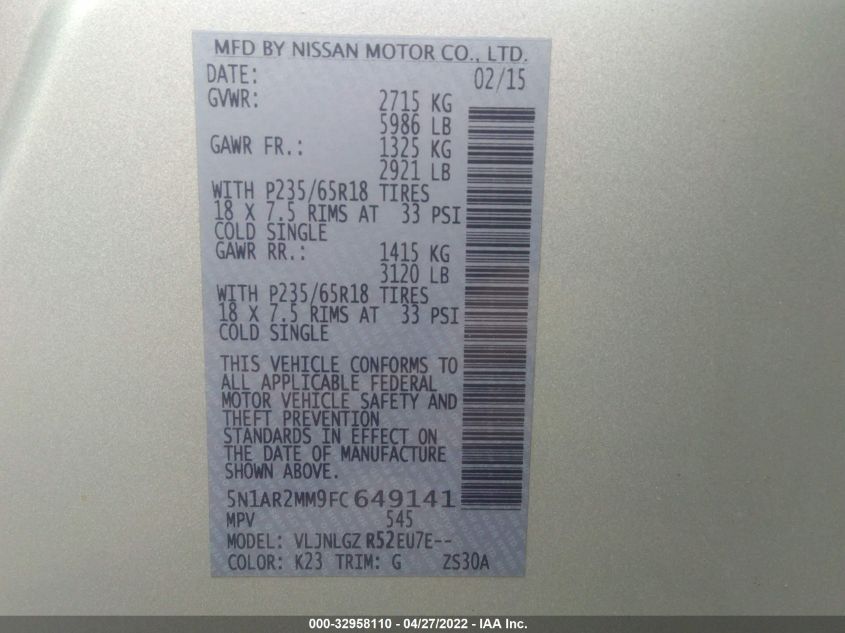 MFD BY NISSAN MOTOR CO., LTD.
DATE: 02/15
GVWR: 2715 KG
5986 LB
GAWR FR.: 1325 KG
2921 LB
WITH P235/65R18 TIRES
18 X 7.5 RIMS AT 33 PSI
COLD SINGLE
GAWR RR.: 1415 KG
3120 LB
WITH P235/65R18 TIRES
18 X 7.5 RIMS AT 33 PSI
COLD SINGLE
THIS VEHICLE CONFORMS TO
ALL APPLICABLE FEDERAL
MOTOR VEHICLE SAFETY AND
THEFT PREVENTION
STANDARDS IN EFFECT ON
THE DATE OF MANUFACTURE
SHOWN ABOVE.
5N1AR2MM9FC649141
MPV 545
MODEL: VLJNLGZ R52EU7E--
COLOR: K23 TRIM: G ZS30A
000-32958110 - 04/27/2022 - IAA Inc.